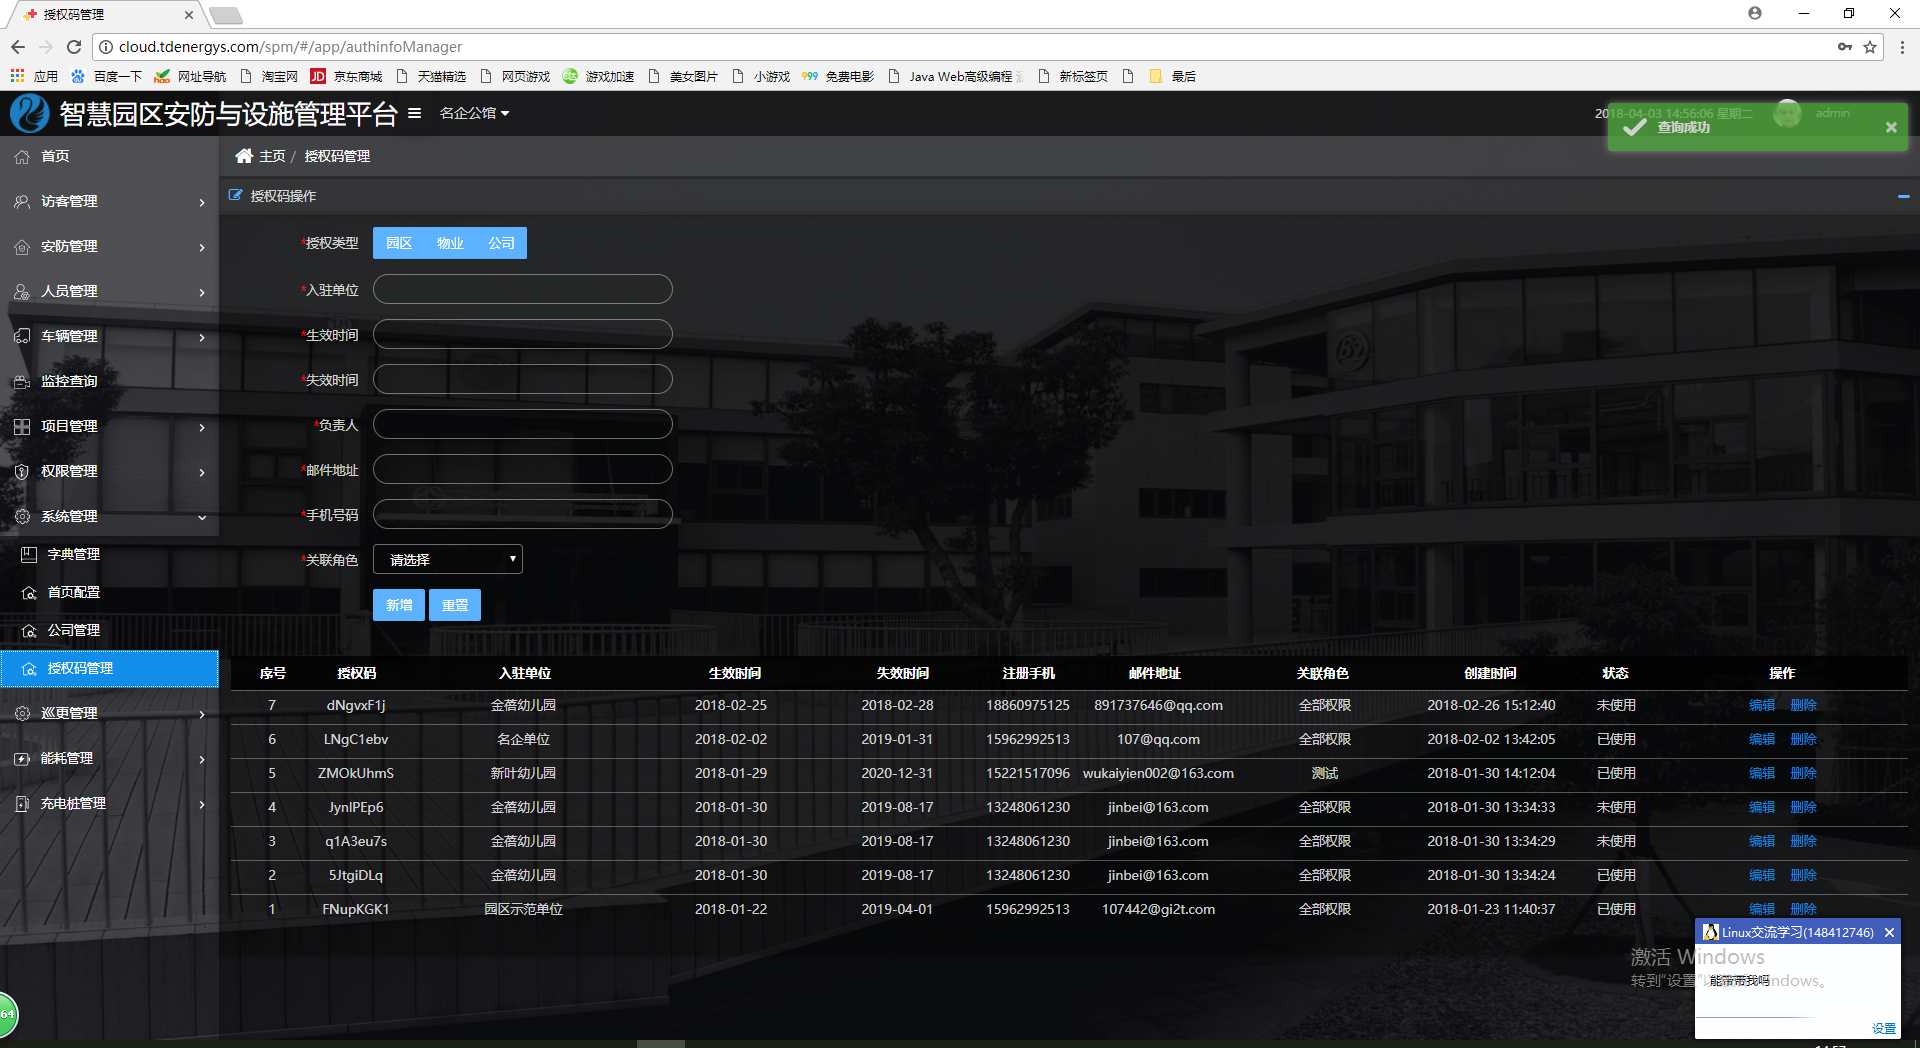 授权码管理
cloud.tdenergys.com/spm/#/app/authinfoManager
应用 百度一下 网址导航 淘宝网 JD 京东商城 天猫精选 网页游戏 游戏加速 美女图片 小游戏 999 免费电影 Java Web高级编程 新标签页 最后
智慧园区安防与设施管理平台 名企公馆 2018-04-03 14:56:06 星期二 admin
查询成功
首页
访客管理
安防管理
人员管理
车辆管理
监控查询
项目管理
权限管理
系统管理
字典管理
首页配置
公司管理
授权码管理
巡更管理
能耗管理
充电桩管理
主页 / 授权码管理
授权码操作
*授权类型 园区 物业 公司
*入驻单位
*生效时间
*失效时间
*负责人
*邮件地址
*手机号码
*关联角色 请选择
新增 重置
序号 授权码 入驻单位 生效时间 失效时间 注册手机 邮件地址 关联角色 创建时间 状态 操作
7 dNgvxF1j 金蓓幼儿园 2018-02-25 2018-02-28 18860975125 891737646@qq.com 全部权限 2018-02-26 15:12:40 未使用 编辑 删除
6 LNgC1ebv 名企单位 2018-02-02 2019-01-31 15962992513 107@qq.com 全部权限 2018-02-02 13:42:05 已使用 编辑 删除
5 ZMOkUhmS 新叶幼儿园 2018-01-29 2020-12-31 15221517096 wukaiyien002@163.com 测试 2018-01-30 14:12:04 已使用 编辑 删除
4 JynlPEp6 金蓓幼儿园 2018-01-30 2019-08-17 13248061230 jinbei@163.com 全部权限 2018-01-30 13:34:33 未使用 编辑 删除
3 q1A3eu7s 金蓓幼儿园 2018-01-30 2019-08-17 13248061230 jinbei@163.com 全部权限 2018-01-30 13:34:29 未使用 编辑 删除
2 5JtgiDLq 金蓓幼儿园 2018-01-30 2019-08-17 13248061230 jinbei@163.com 全部权限 2018-01-30 13:34:24 已使用 编辑 删除
1 FNupKGK1 园区示范单位 2018-01-22 2019-04-01 15962992513 107442@gi2t.com 全部权限 2018-01-23 11:40:37 已使用 编辑 删除
Linux交流学习(148412746)
激活 Windows
转到"设置"
设置
64